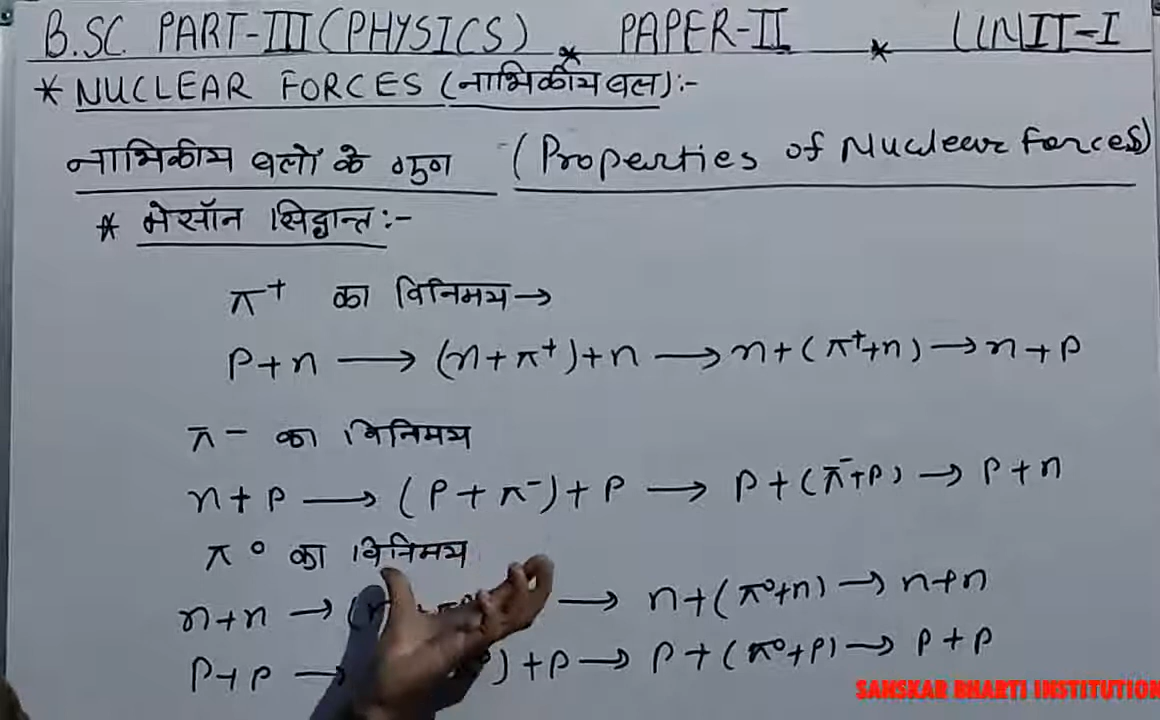 B.SC PART-III (PHYSICS) * PAPER-II * UNIT-I
* NUCLEAR FORCES (नाभिकीय बल) :-
नाभिकीय बलों के गुण (Properties of Nuclear Forces)
* मेसॉन सिद्धान्त :-
π⁺ का विनिमय →
P + n → (n + π⁺) + n → n + (π⁺ + n) → n + P
π⁻ का विनिमय
n + P → (P + π⁻) + P → P + (π⁻ + P) → P + n
π⁰ का विनिमय
n + n → (n → n + (π⁰ + n) → n + n
P + P → ) + P → P + (π⁰ + P) → P + P
SANSKAR BHARTI INSTITUTION